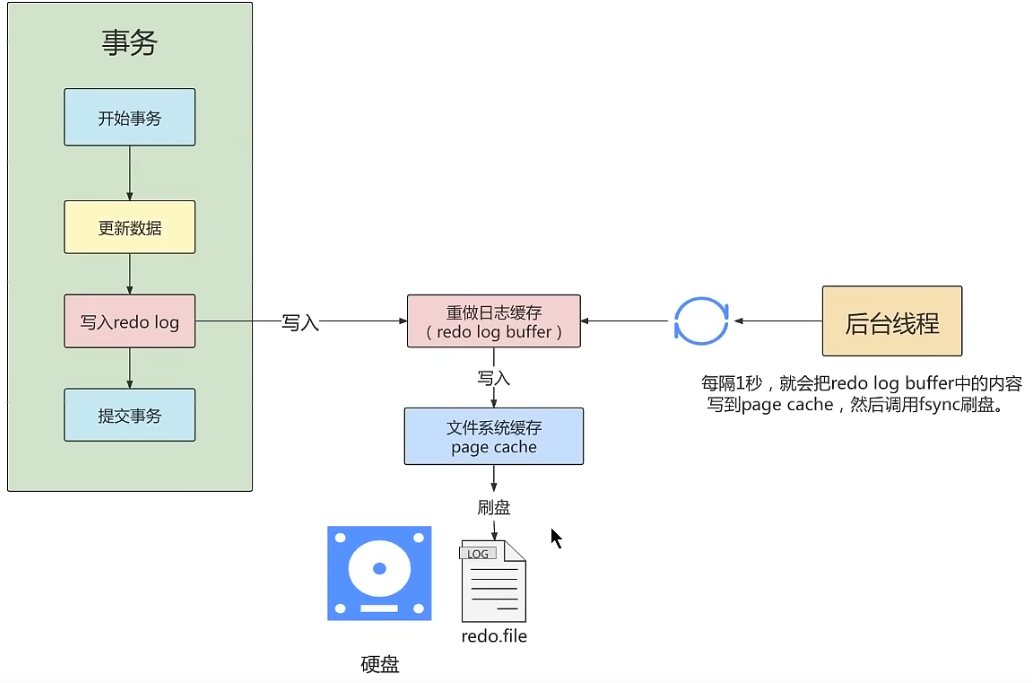 事务
开始事务
更新数据
写入redo log
提交事务
写入
重做日志缓存
（redo log buffer）
写入
文件系统缓存
page cache
刷盘
LOG
redo.file
硬盘
后台线程
每隔1秒，就会把redo log buffer中的内容
写到page cache，然后调用fsync刷盘。